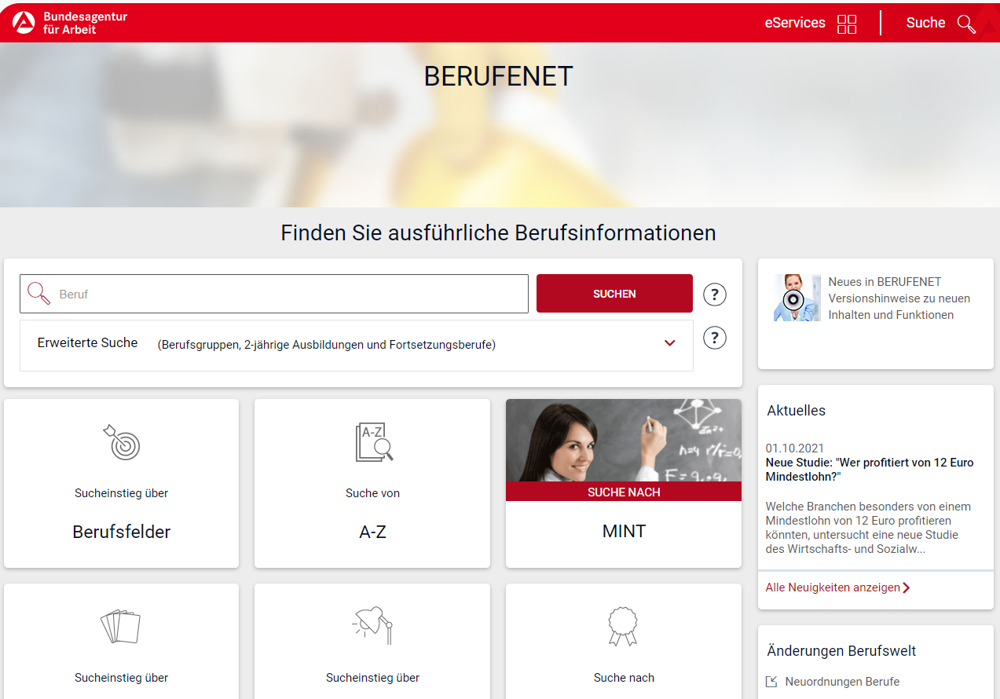 Bundesagentur
für Arbeit
eServices
Suche
BERUFENET
Finden Sie ausführliche Berufsinformationen
Beruf
SUCHEN
?
Erweiterte Suche (Berufsgruppen, 2-jährige Ausbildungen und Fortsetzungsberufe)
?
Neues in BERUFENET
Versionshinweise zu neuen
Inhalten und Funktionen
Sucheinstieg über
Berufsfelder
A-Z
Suche von
A-Z
SUCHE NACH
MINT
Aktuelles
01.10.2021
Neue Studie: "Wer profitiert von 12 Euro
Mindestlohn?"
Welche Branchen besonders von einem
Mindestlohn von 12 Euro profitieren
könnten, untersucht eine neue Studie
des Wirtschafts- und Sozialw...
Alle Neuigkeiten anzeigen
Sucheinstieg über
Sucheinstieg über
Suche nach
Änderungen Berufswelt
Neuordnungen Berufe